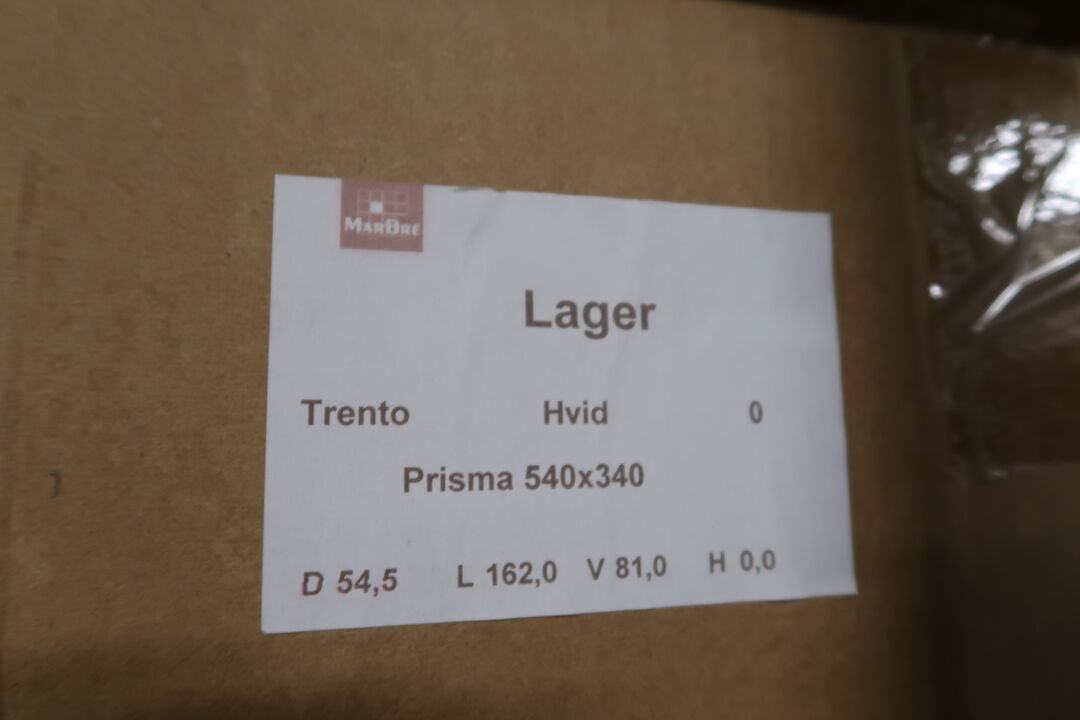 MARBRE
Lager
Trento Hvid 0
Prisma 540x340
D 54,5 L 162,0 V 81,0 H 0,0